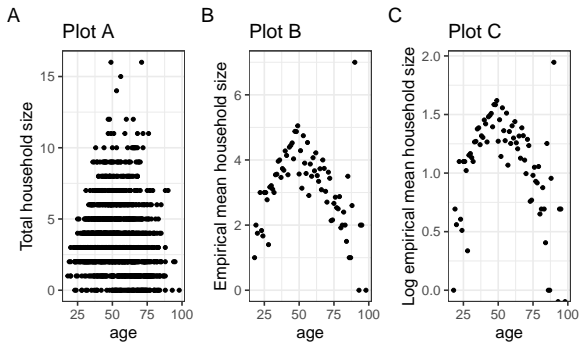 A
Plot A
Total household size
15
10
5
0
25
50
75
100
age
B
Plot B
Empirical mean household size
6
4
2
0
25
50
75
100
age
C
Plot C
Log empirical mean household size
2.0
1.5
1.0
0.5
0.0
25
50
75
100
age